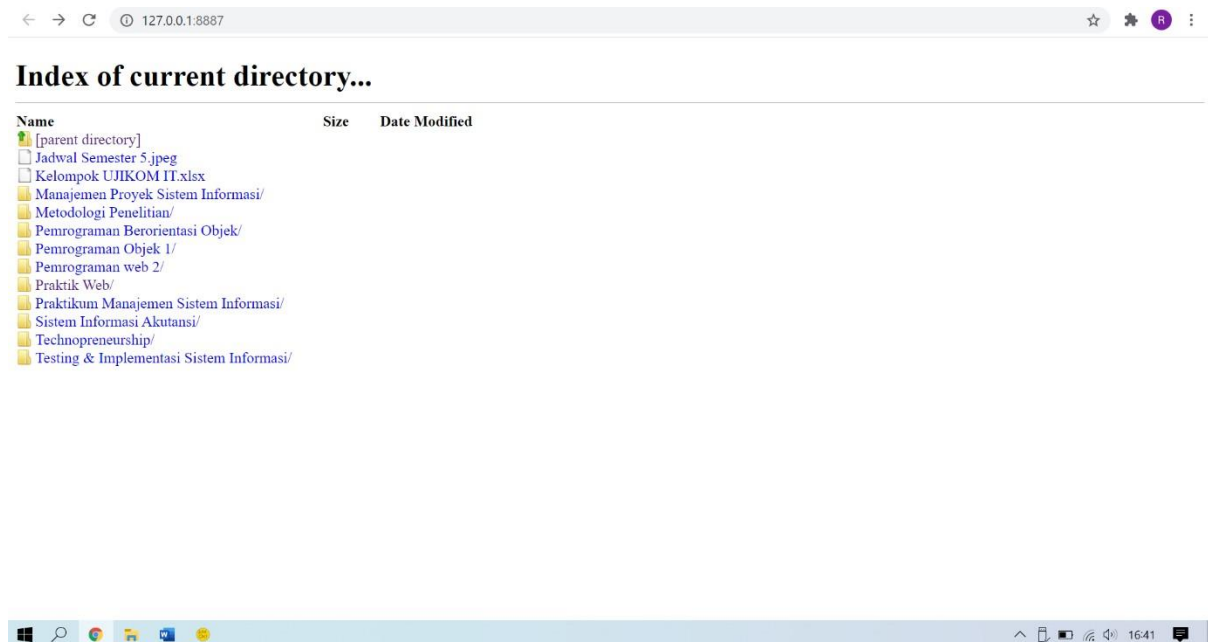 127.0.0.1:8887
R
Index of current directory...
Name Size Date Modified
[parent directory]
Jadwal Semester 5.jpeg
Kelompok UJIKOM IT.xlsx
Manajemen Proyek Sistem Informasi/
Metodologi Penelitian/
Pemrograman Berorientasi Objek/
Pemrograman Objek 1/
Pemrograman web 2/
Praktik Web/
Praktikum Manajemen Sistem Informasi/
Sistem Informasi Akutansi/
Technopreneurship/
Testing & Implementasi Sistem Informasi/
16:41